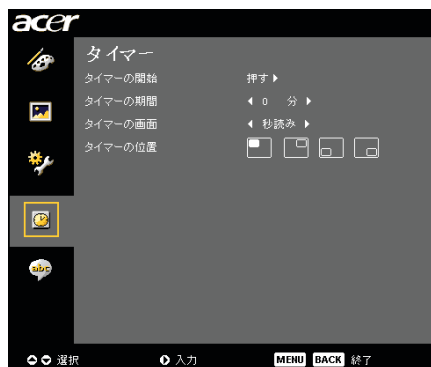 acer
タイマー
タイマーの開始 押す
タイマーの期間 0 分
タイマーの画面 秒読み
タイマーの位置
abc
選択 入力 MENU BACK 終了